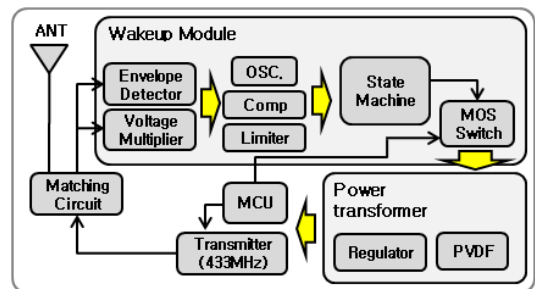 ANT
Wakeup Module
Envelope
Detector
Voltage
Multiplier
OSC.
Comp
Limiter
State
Machine
MOS
Switch
Matching
Circuit
MCU
Transmitter
(433MHz)
Power
transformer
Regulator
PVDF